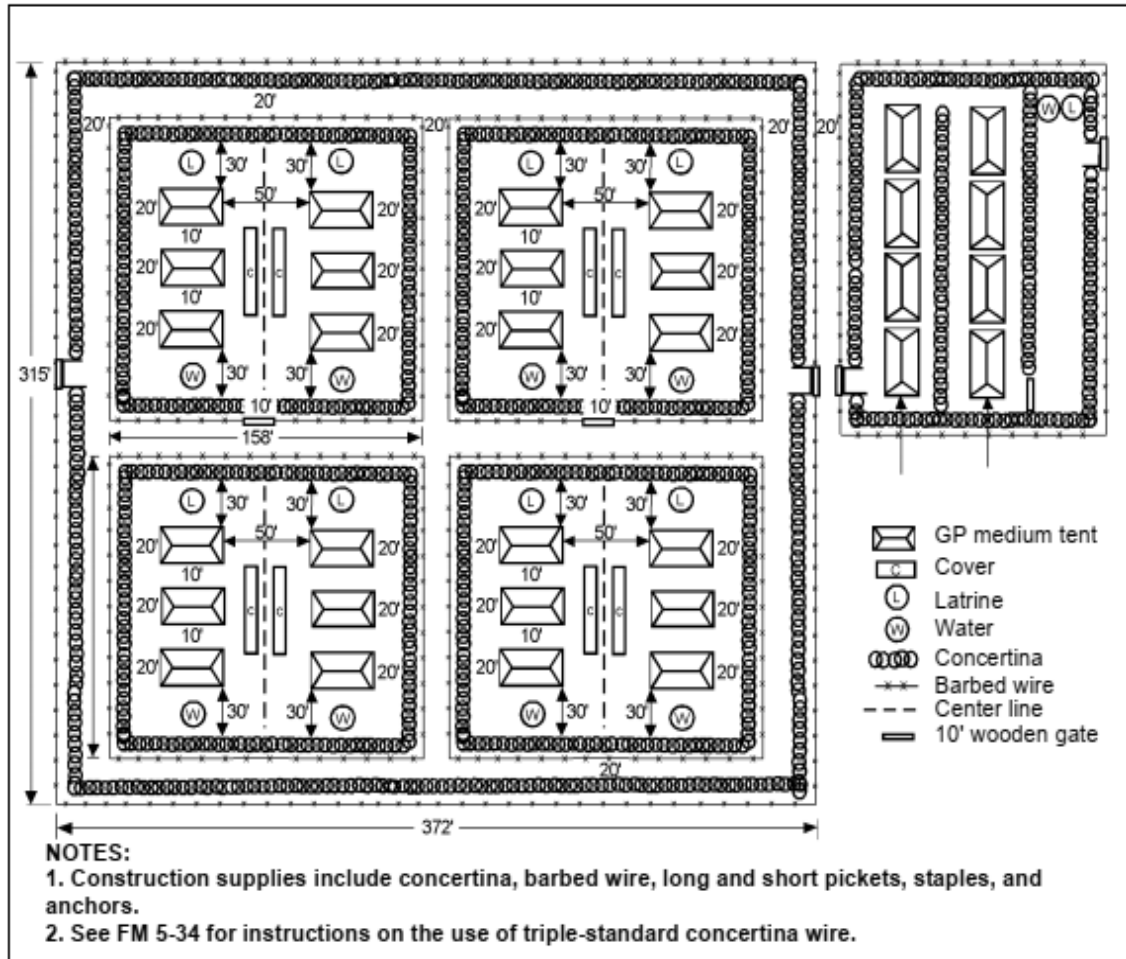 20'
20' 20' 20' 20'
L 30' 30' L L 30' 30' L
20' 50' 20' 20' 50' 20'
10' 10'
20' C C 20' 20' C C 20'
10' 10'
20' 20' 20' 20'
W 30' 30' W W 30' 30' W
10' 10'
158'
315'
L 30' 30' L L 30' 30' L
20' 50' 20' 20' 50' 20'
10' 10'
20' C C 20' 20' C C 20'
10' 10'
20' 20' 20' 20'
W 30' 30' W W 30' 30' W
20'
372'
W L
GP medium tent
C Cover
L Latrine
W Water
Concertina
x x Barbed wire
Center line
10' wooden gate
NOTES:
1. Construction supplies include concertina, barbed wire, long and short pickets, staples, and
anchors.
2. See FM 5-34 for instructions on the use of triple-standard concertina wire.